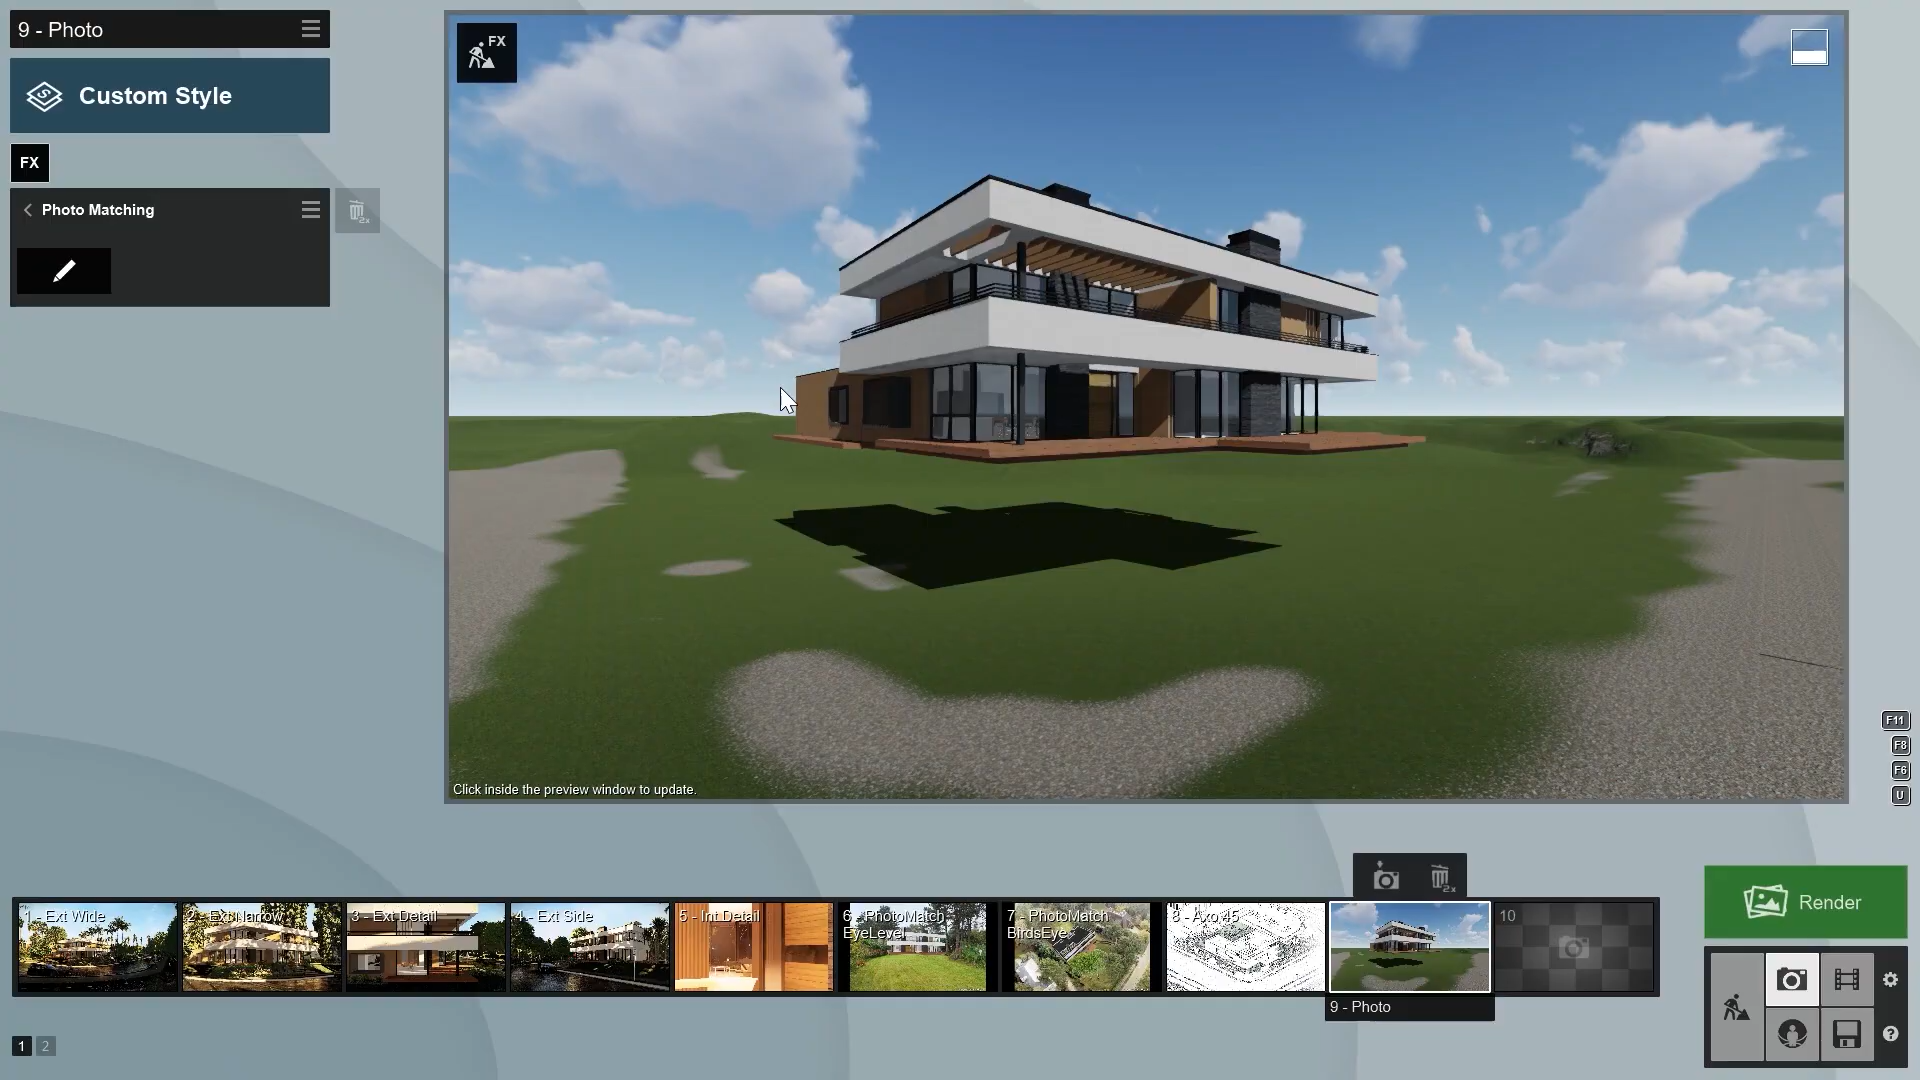 9 - Photo
Custom Style
FX
Photo Matching
2x
FX
Click inside the preview window to update.
F11
F8
F6
U
2x
1 - Ext Wide
2 - Ext Narrow
3 - Ext Detail
4 - Ext Side
5 - Int Detail
6 - PhotoMatch
EyeLevel
7 - PhotoMatch
BirdsEye
8 - Axo 45
10
9 - Photo
Render
?
1 2